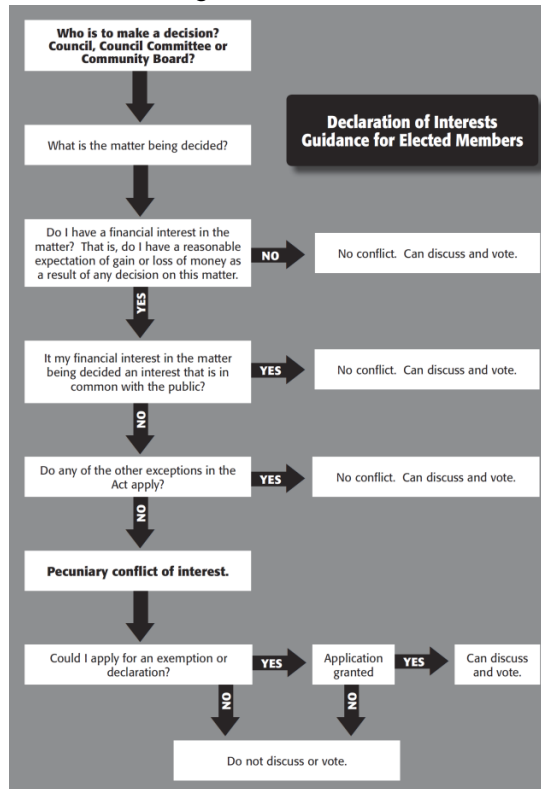 Who is to make a decision?
Council, Council Committee or
Community Board?
Declaration of Interests
Guidance for Elected Members
What is the matter being decided?
Do I have a financial interest in the
matter? That is, do I have a reasonable
expectation of gain or loss of money as
a result of any decision on this matter.
NO
No conflict. Can discuss and vote.
YES
It my financial interest in the matter
being decided an interest that is in
common with the public?
YES
No conflict. Can discuss and vote.
NO
Do any of the other exceptions in the
Act apply?
YES
No conflict. Can discuss and vote.
NO
Pecuniary conflict of interest.
Could I apply for an exemption or
declaration?
YES
Application
granted
YES
Can discuss
and vote.
NO
NO
Do not discuss or vote.